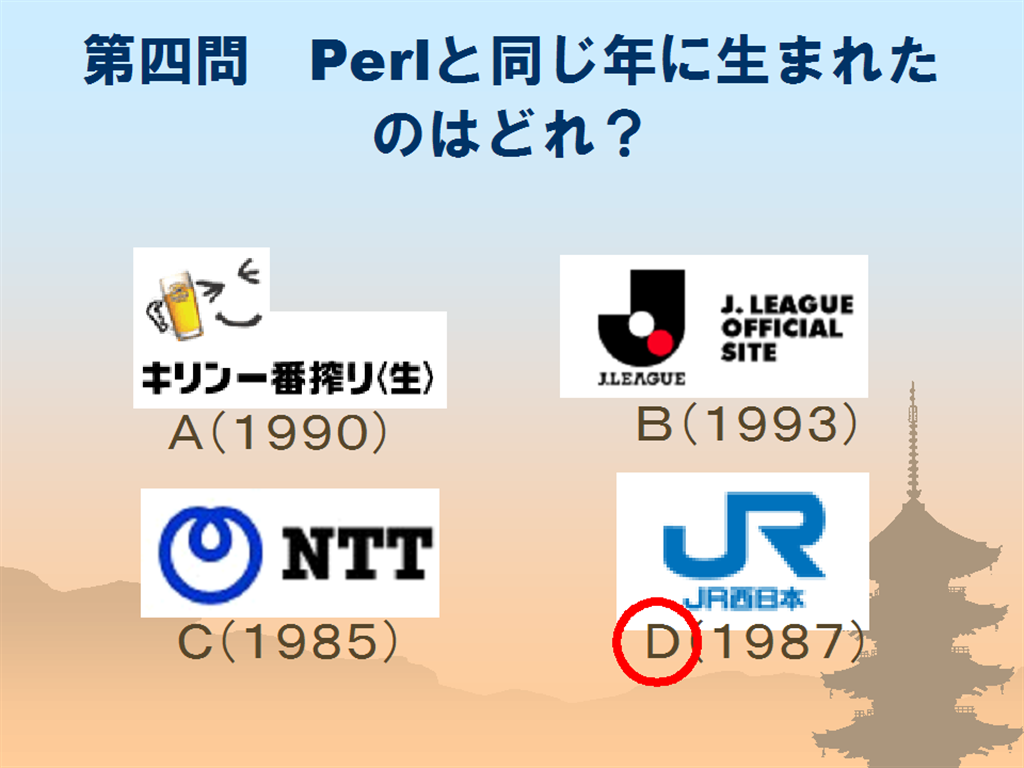 第四問　Perlと同じ年に生まれた
のはどれ？
キリン一番搾り〈生〉
A（1990）
J. LEAGUE
OFFICIAL
SITE
J.LEAGUE
B（1993）
NTT
C（1985）
JR
JR西日本
D（1987）